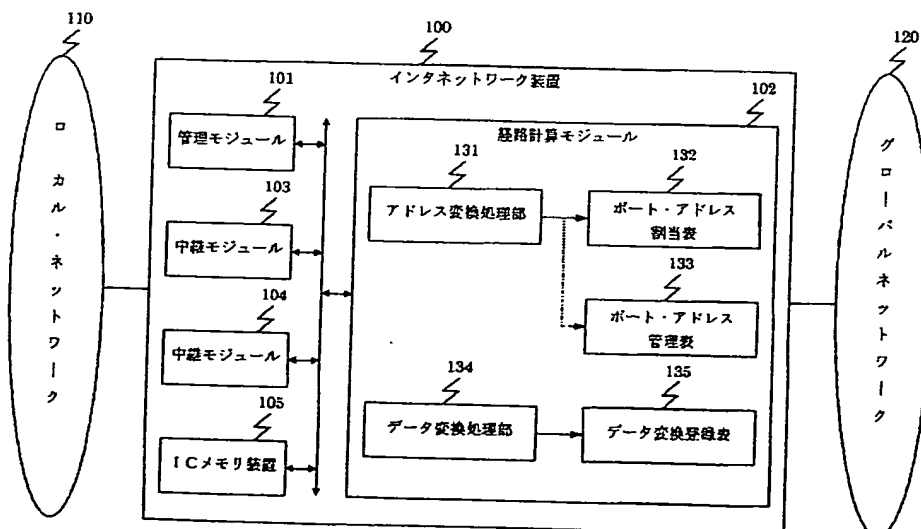 110
100
120
インタネットワーク装置
101
102
管理モジュール
経路計算モジュール
131
132
アドレス変換処理部
ポート・アドレス
割当表
103
中継モジュール
133
ポート・アドレス
管理表
104
中継モジュール
134
135
データ変換処理部
データ変換登録表
105
ICメモリ装置
ローカル・ネットワーク
グローバルネットワーク